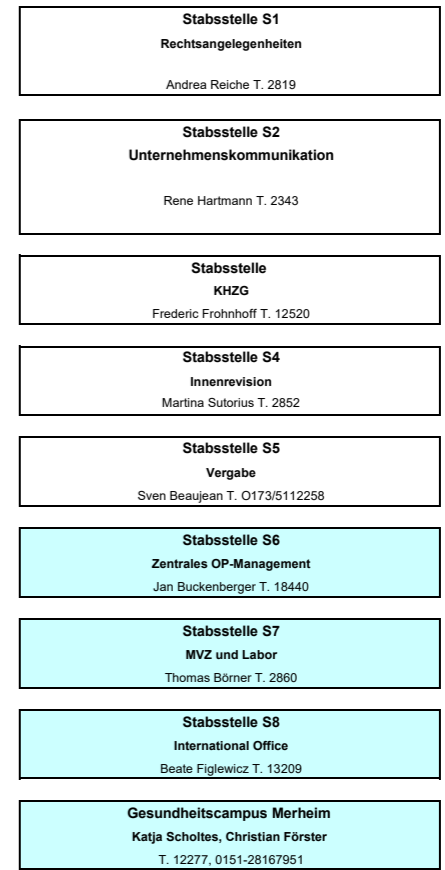 Stabsstelle S1
Rechtsangelegenheiten
Andrea Reiche T. 2819
Stabsstelle S2
Unternehmenskommunikation
Rene Hartmann T. 2343
Stabsstelle
KHZG
Frederic Frohnhoff T. 12520
Stabsstelle S4
Innenrevision
Martina Sutorius T. 2852
Stabsstelle S5
Vergabe
Sven Beaujean T. O173/5112258
Stabsstelle S6
Zentrales OP-Management
Jan Buckenberger T. 18440
Stabsstelle S7
MVZ und Labor
Thomas Börner T. 2860
Stabsstelle S8
International Office
Beate Figlewicz T. 13209
Gesundheitscampus Merheim
Katja Scholtes, Christian Förster
T. 12277, 0151-28167951